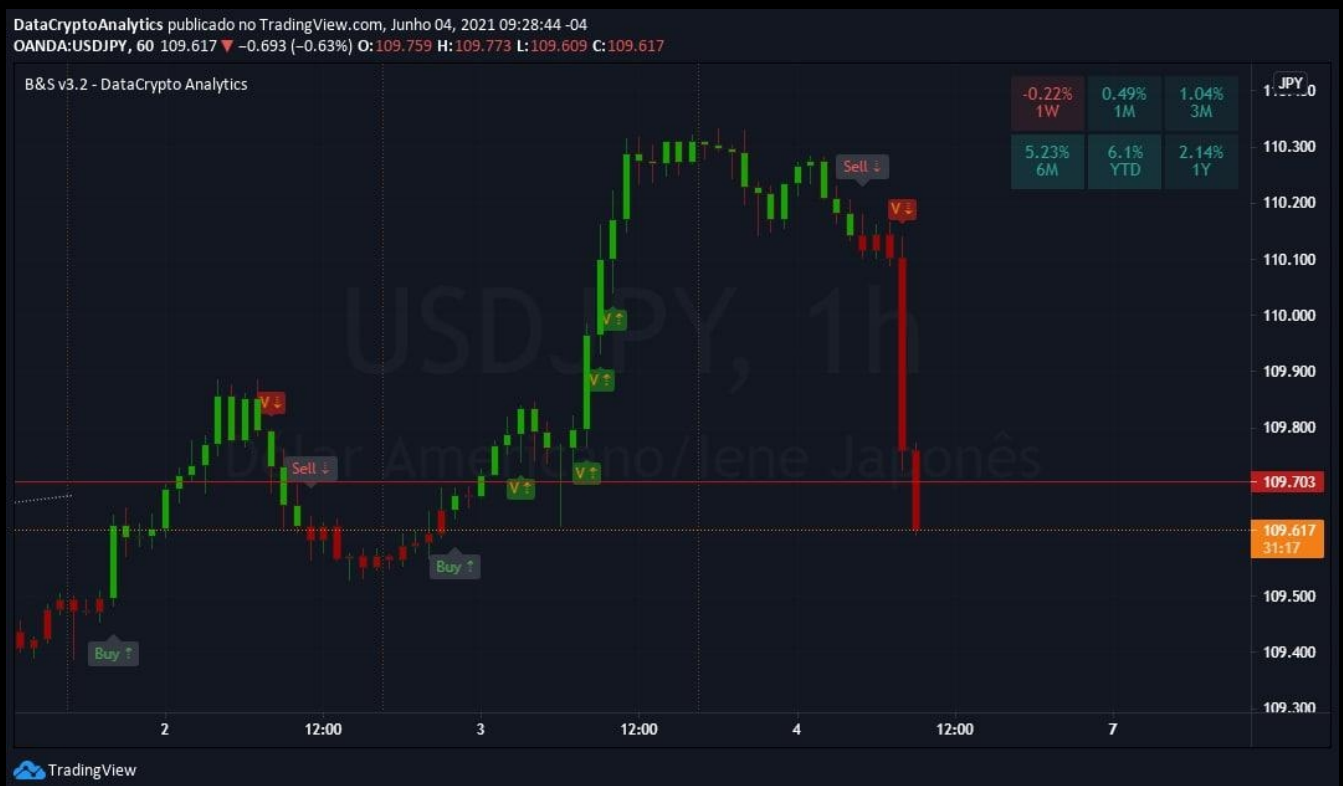 DataCryptoAnalytics publicado no TradingView.com, Junho 04, 2021 09:28:44 -04
OANDA:USDJPY, 60 109.617 ▼ −0.693 (−0.63%) O:109.759 H:109.773 L:109.609 C:109.617
B&S v3.2 - DataCrypto Analytics
-0.22% 0.49% 1.04%
1W 1M 3M
5.23% 6.1% 2.14%
6M YTD 1Y
JPY
110.300
Sell ⇣
110.200
V ⇣
110.100
USDJPY, 1h
110.000
V ⇡
109.900
V ⇡
V ⇣
109.800
Dólar Americano/Iene Japonês
Sell ⇣
V ⇡
V ⇡
109.703
109.617
31:17
Buy ⇡
109.500
Buy ⇡
109.400
109.300
2 12:00 3 12:00 4 12:00 7
TradingView